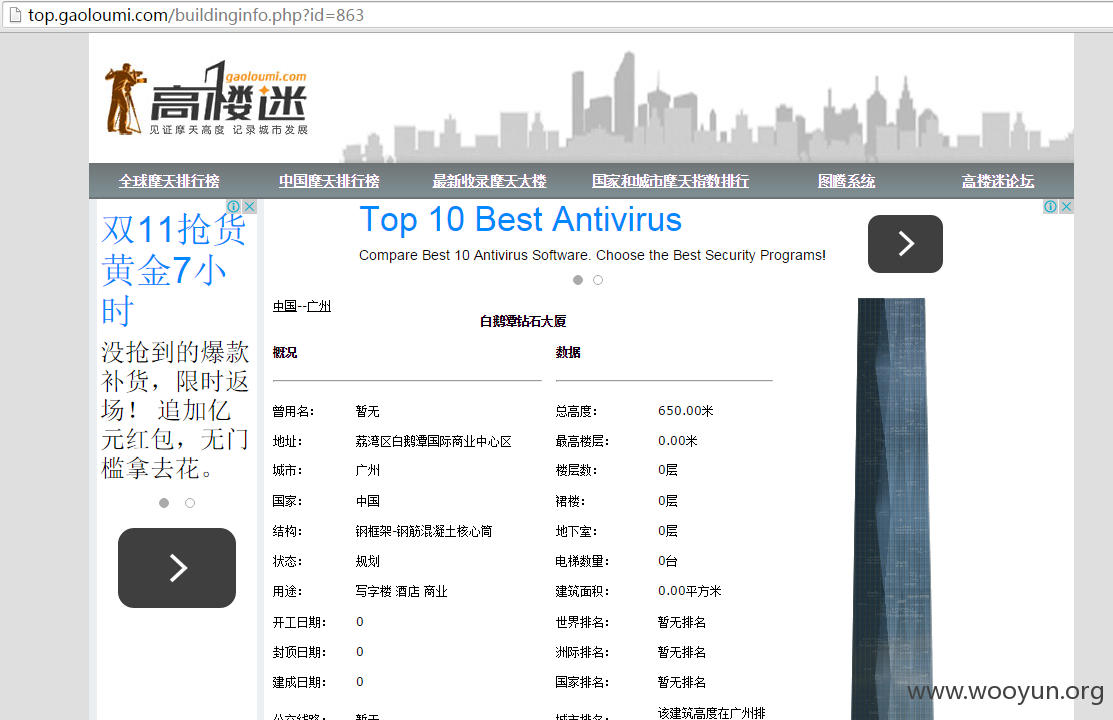 top.gaoloumi.com/buildinginfo.php?id=863
gaoloumi.com
高楼迷
见证摩天高度 记录城市发展
全球摩天排行榜 中国摩天排行榜 最新收录摩天大楼 国家和城市摩天指数排行 图腾系统 高楼迷论坛
双11抢货
黄金7小
时
没抢到的爆款
补货，限时返
场！ 追加亿
元红包，无门
槛拿去花。
Top 10 Best Antivirus
Compare Best 10 Antivirus Software. Choose the Best Security Programs!
中国--广州
白鹅潭钻石大厦
概况 数据
曾用名： 暂无 总高度： 650.00米
地址： 荔湾区白鹅潭国际商业中心区 最高楼层： 0.00米
城市： 广州 楼层数： 0层
国家： 中国 裙楼： 0层
结构： 钢框架-钢筋混凝土核心筒 地下室： 0层
状态： 规划 电梯数量： 0台
用途： 写字楼 酒店 商业 建筑面积： 0.00平方米
开工日期： 0 世界排名： 暂无排名
封顶日期： 0 洲际排名： 暂无排名
建成日期： 0 国家排名： 暂无排名
公交线路： 暂无 城市排名： 该建筑高度在广州排
www.wooyun.org